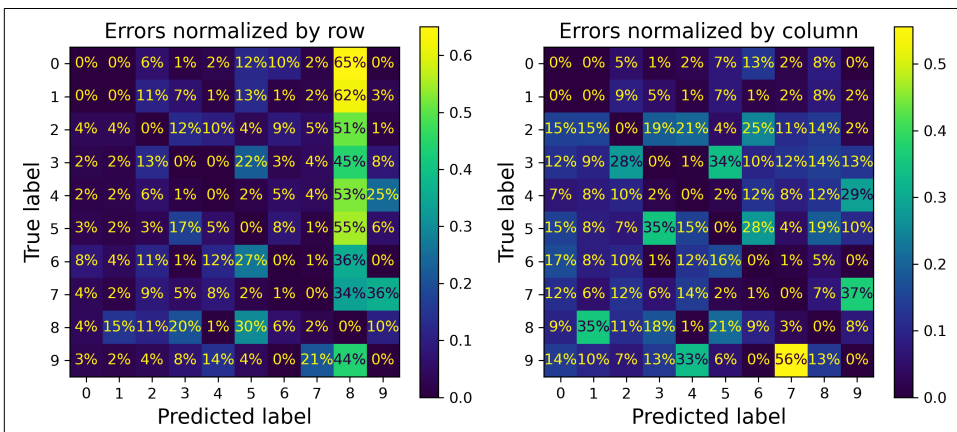 Errors normalized by row
0 0% 0% 6% 1% 2% 12% 10% 2% 65% 0%
1 0% 0% 11% 7% 1% 13% 1% 2% 62% 3%
2 4% 4% 0% 12% 10% 4% 9% 5% 51% 1%
3 2% 2% 13% 0% 0% 22% 3% 4% 45% 8%
4 2% 2% 6% 1% 0% 2% 5% 4% 53% 25%
5 3% 2% 3% 17% 5% 0% 8% 1% 55% 6%
6 8% 4% 11% 1% 12% 27% 0% 1% 36% 0%
7 4% 2% 9% 5% 8% 2% 1% 0% 34% 36%
8 4% 15% 11% 20% 1% 30% 6% 2% 0% 10%
9 3% 2% 4% 8% 14% 4% 0% 21% 44% 0%
0 1 2 3 4 5 6 7 8 9
True label
Predicted label
0.6
0.5
0.4
0.3
0.2
0.1
0.0
Errors normalized by column
0 0% 0% 5% 1% 2% 7% 13% 2% 8% 0%
1 0% 0% 9% 5% 1% 7% 1% 2% 8% 2%
2 15% 15% 0% 19% 21% 4% 25% 11% 14% 2%
3 12% 9% 28% 0% 1% 34% 10% 12% 14% 13%
4 7% 8% 10% 2% 0% 2% 12% 8% 12% 29%
5 15% 8% 7% 35% 15% 0% 28% 4% 19% 10%
6 17% 8% 10% 1% 12% 16% 0% 1% 5% 0%
7 12% 6% 12% 6% 14% 2% 1% 0% 7% 37%
8 9% 35% 11% 18% 1% 21% 9% 3% 0% 8%
9 14% 10% 7% 13% 33% 6% 0% 56% 13% 0%
0 1 2 3 4 5 6 7 8 9
True label
Predicted label
0.5
0.4
0.3
0.2
0.1
0.0